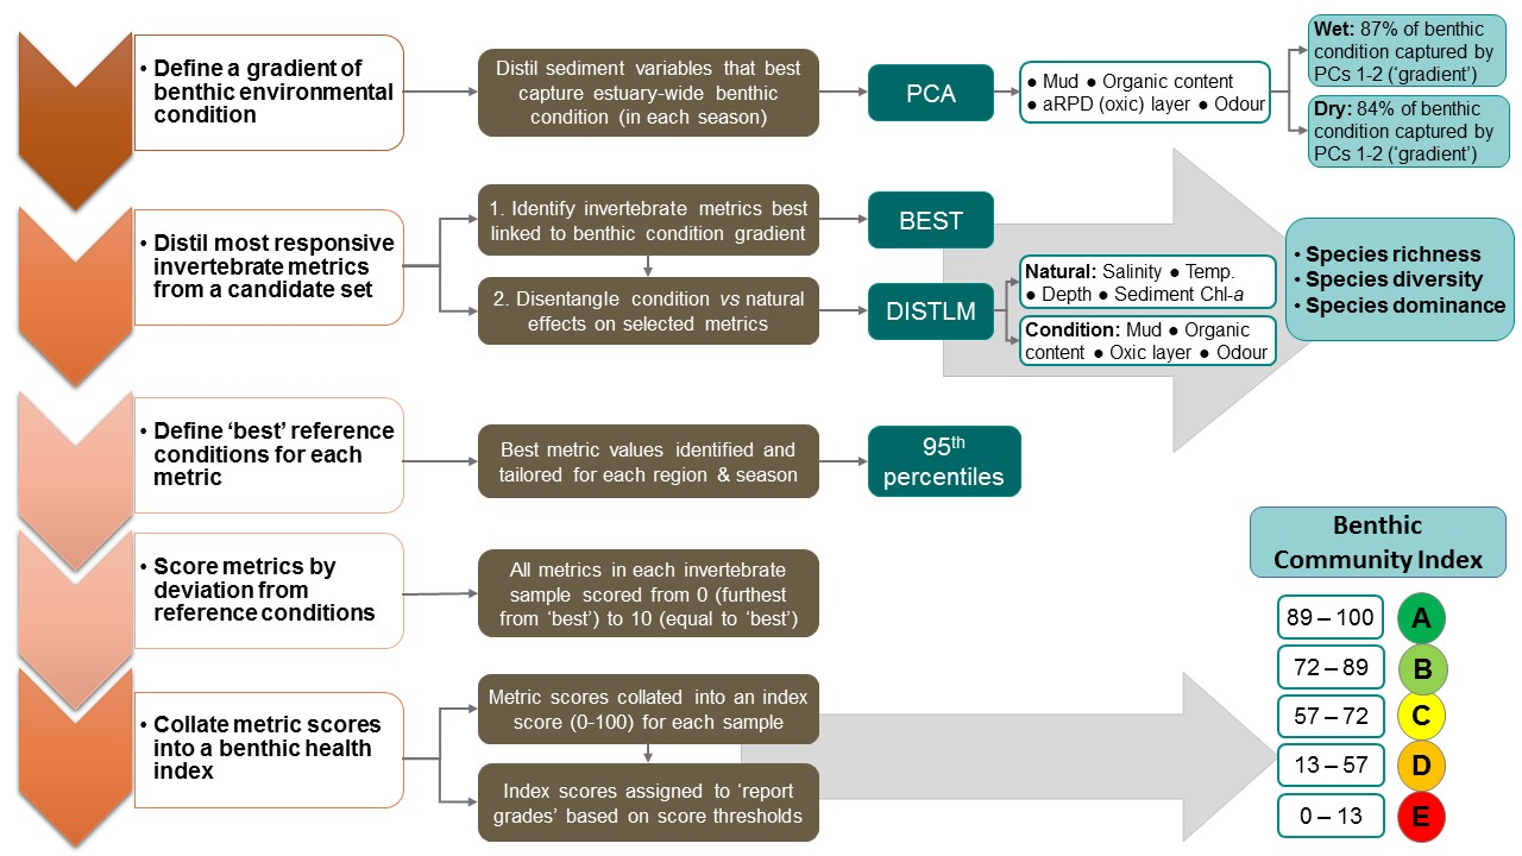 • Define a gradient of
benthic environmental
condition
Distil sediment variables that best
capture estuary-wide benthic
condition (in each season)
PCA
● Mud ● Organic content
● aRPD (oxic) layer ● Odour
Wet: 87% of benthic
condition captured by
PCs 1-2 (‘gradient’)
Dry: 84% of benthic
condition captured by
PCs 1-2 (‘gradient’)
• Distil most responsive
invertebrate metrics
from a candidate set
1. Identify invertebrate metrics best
linked to benthic condition gradient
BEST
2. Disentangle condition vs natural
effects on selected metrics
DISTLM
Natural: Salinity ● Temp.
● Depth ● Sediment Chl-a
Condition: Mud ● Organic
content ● Oxic layer ● Odour
• Species richness
• Species diversity
• Species dominance
• Define ‘best’ reference
conditions for each
metric
Best metric values identified and
tailored for each region & season
95th
percentiles
• Score metrics by
deviation from
reference conditions
All metrics in each invertebrate
sample scored from 0 (furthest
from ‘best’) to 10 (equal to ‘best’)
• Collate metric scores
into a benthic health
index
Metric scores collated into an index
score (0-100) for each sample
Index scores assigned to ‘report
grades’ based on score thresholds
Benthic
Community Index
89 – 100 A
72 – 89 B
57 – 72 C
13 – 57 D
0 – 13 E